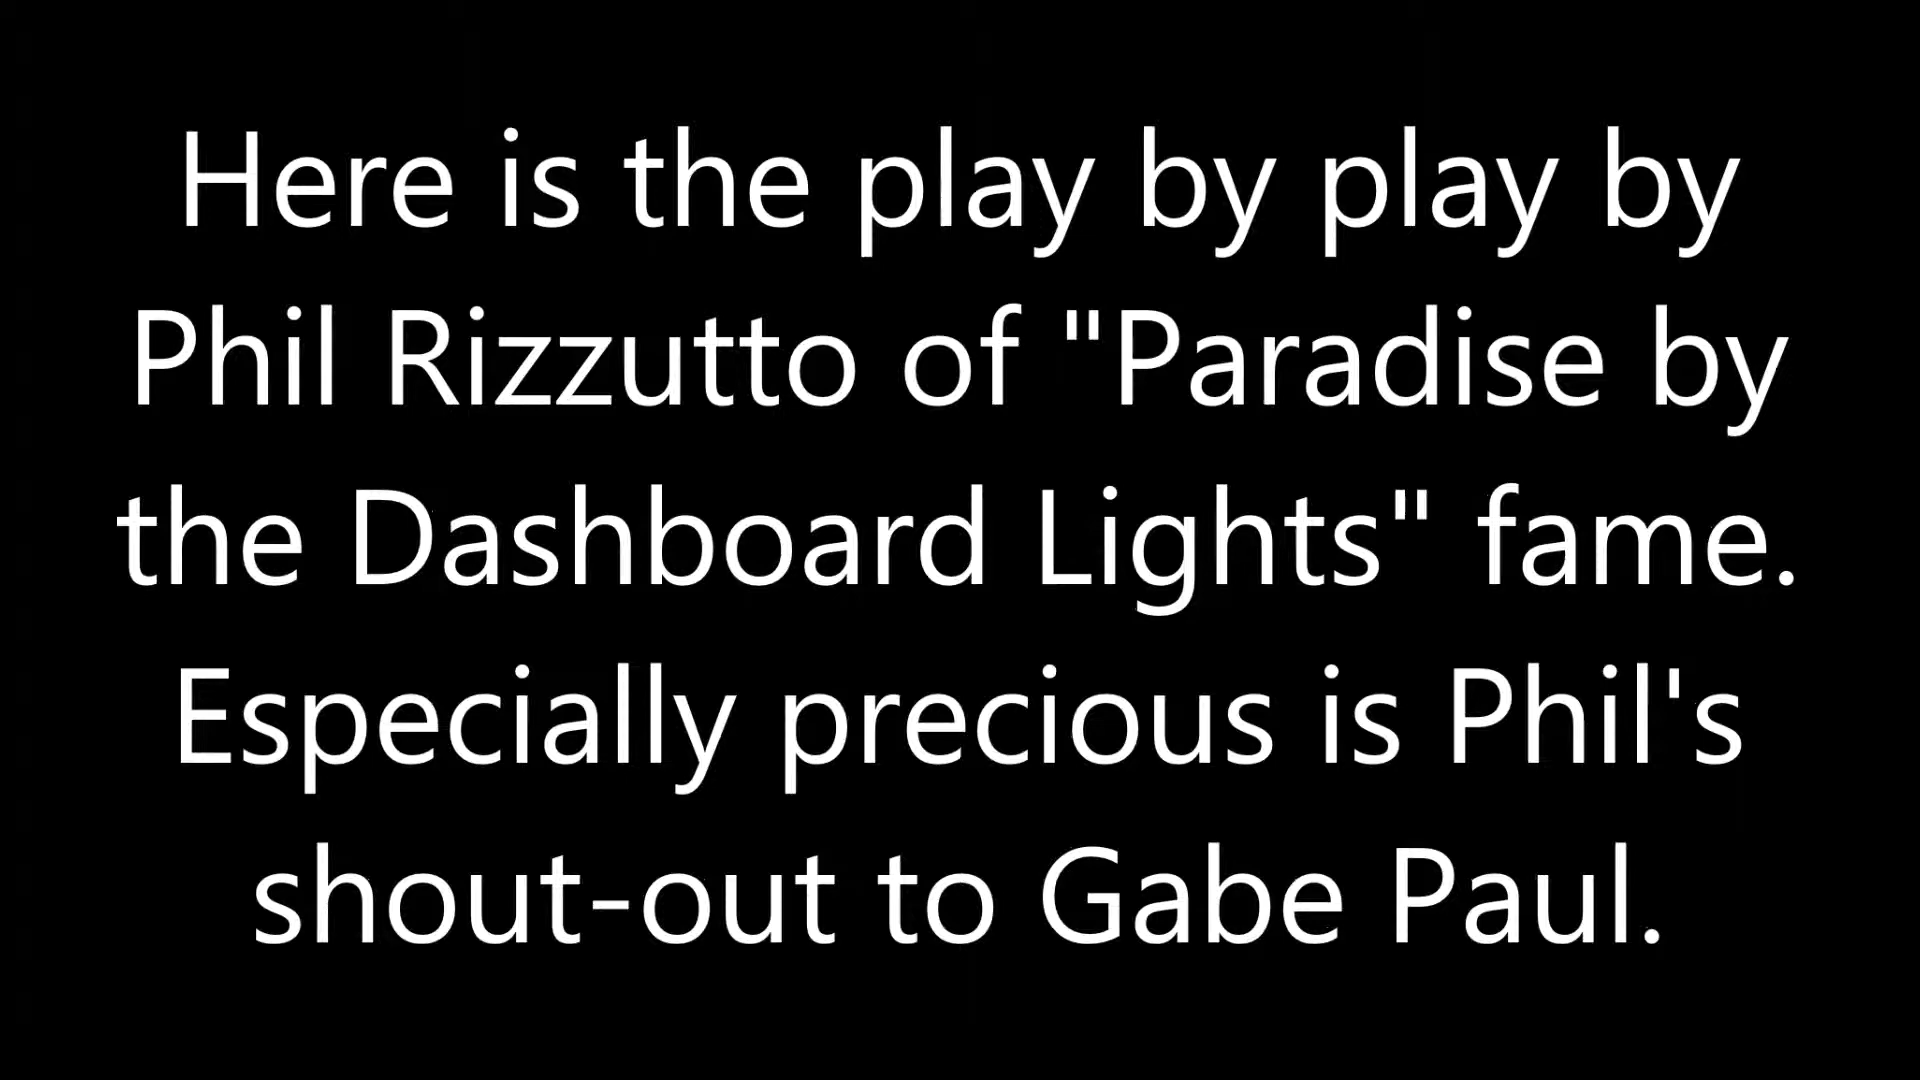 Here is the play by play by
Phil Rizzutto of "Paradise by
the Dashboard Lights" fame.
Especially precious is Phil's
shout-out to Gabe Paul.